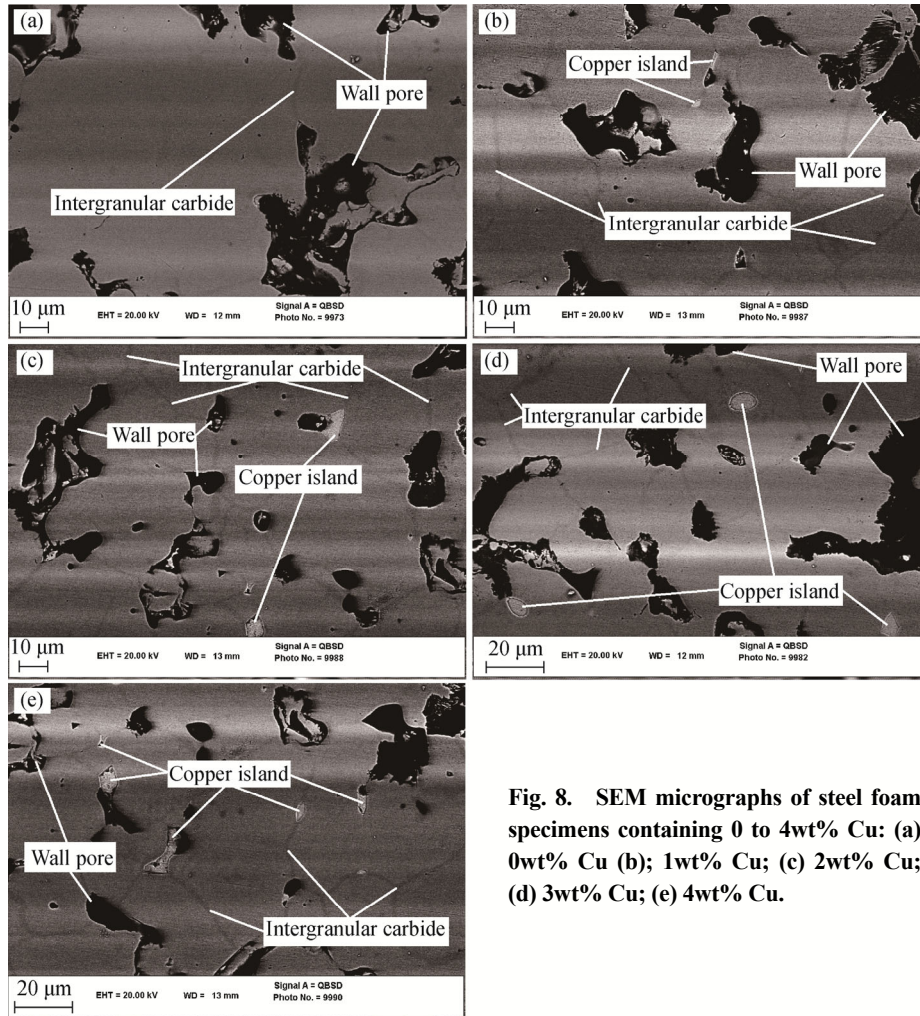 (a)
Wall pore
Intergranular carbide
10 μm
EHT = 20.00 kV WD = 12 mm Signal A = QBSD
Photo No. = 9973
(b)
Copper island
Wall pore
Intergranular carbide
10 μm
EHT = 20.00 kV WD = 13 mm Signal A = QBSD
Photo No. = 9987
(c)
Intergranular carbide
Wall pore
Copper island
10 μm
EHT = 20.00 kV WD = 13 mm Signal A = QBSD
Photo No. = 9988
(d)
Wall pore
Intergranular carbide
Copper island
20 μm
EHT = 20.00 kV WD = 12 mm Signal A = QBSD
Photo No. = 9982
(e)
Copper island
Wall pore
Intergranular carbide
20 μm
EHT = 20.00 kV WD = 13 mm Signal A = QBSD
Photo No. = 9990
Fig. 8. SEM micrographs of steel foam
specimens containing 0 to 4wt% Cu: (a)
0wt% Cu (b); 1wt% Cu; (c) 2wt% Cu;
(d) 3wt% Cu; (e) 4wt% Cu.